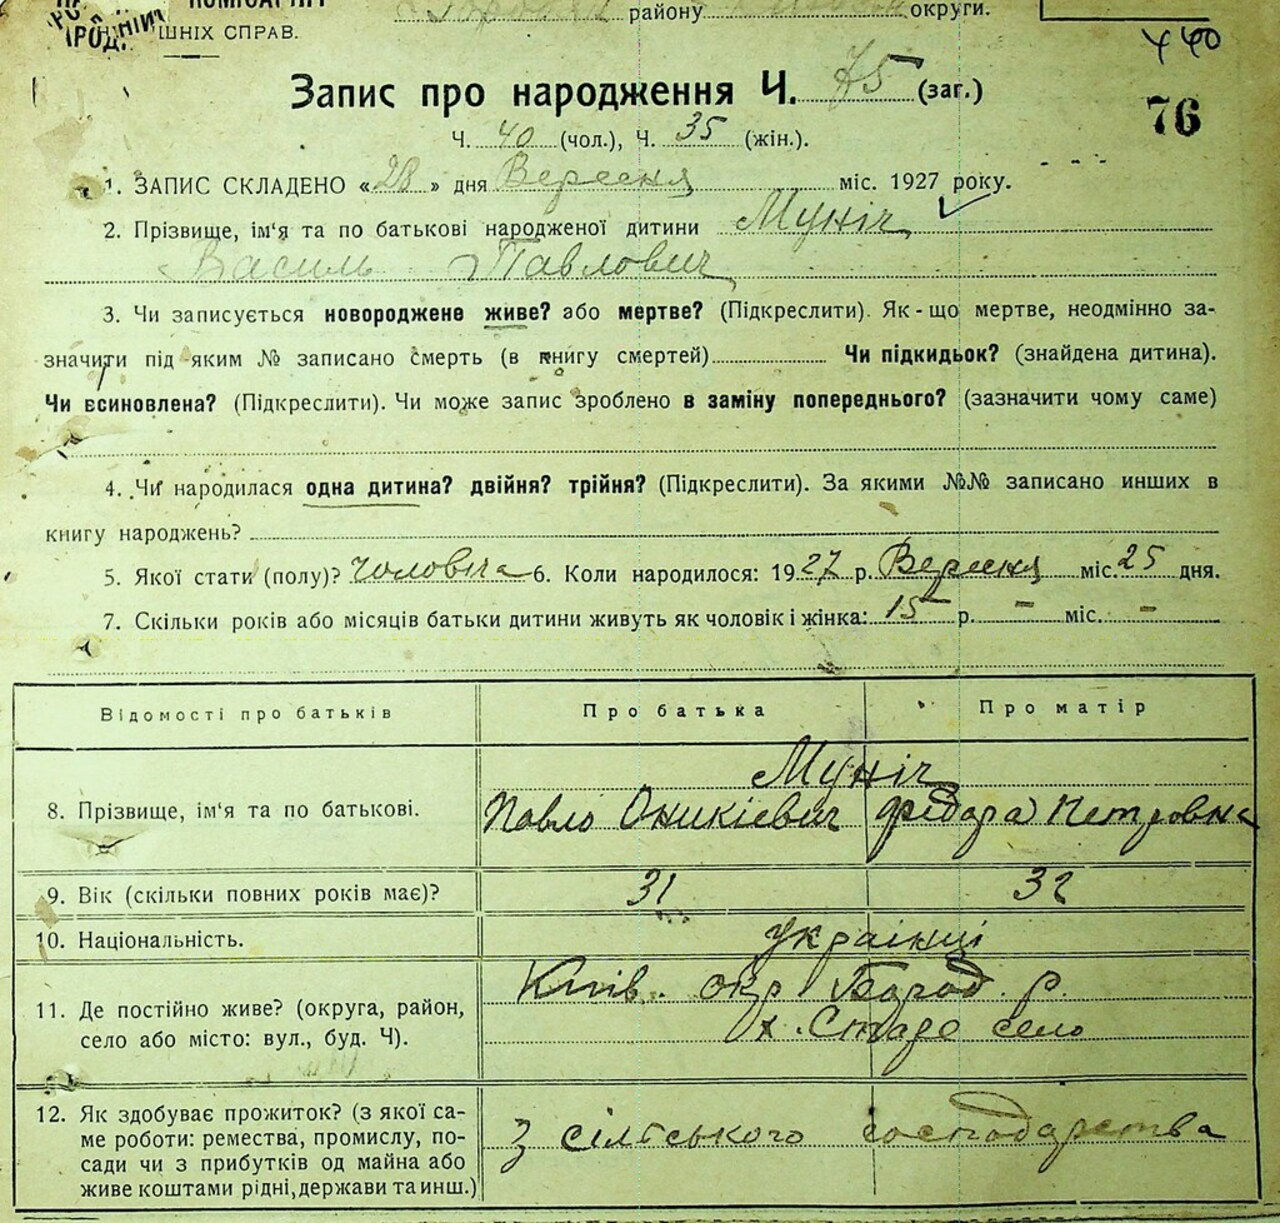 району округи.
ШНІХ СПРАВ.
440
Запис про народження Ч. 75 (заг.)
76
Ч. 40 (чол.), Ч. 35 (жін.).
1. ЗАПИС СКЛАДЕНО «28» дня Вересня міс. 1927 року.
2. Прізвище, ім'я та по батькові народженої дитини Муніч
Василь Павлович
3. Чи записується новороджене живе? або мертве? (Підкреслити). Як-що мертве, неодмінно за-
значити під яким № записано смерть (в книгу смертей) Чи підкидьок? (знайдена дитина).
Чи всиновлена? (Підкреслити). Чи може запис зроблено в заміну попереднього? (зазначити чому саме)
4. Чи народилася одна дитина? двійня? трійня? (Підкреслити). За якими №№ записано инших в
книгу народжень?
5. Якої стати (полу)? чоловіча 6. Коли народилося: 1927 р. Вересня міс. 25 дня.
7. Скільки років або місяців батьки дитини живуть як чоловік і жінка: 15 р. - міс. -
Відомості про батьків Про батька Про матір
Муніч
8. Прізвище, ім'я та по батькові. Павло Оникієвич Федора Петровна
9. Вік (скільки повних років має)? 31 32
10. Національність. українці
11. Де постійно живе? (округа, район, Київ. окр Город. р.
село або місто: вул., буд. Ч). х. Старе село
12. Як здобуває прожиток? (з якої са-
ме роботи: ремества, промислу, по- З сільського господарства
сади чи з прибутків од майна або
живе коштами рідні, держави та инш.)